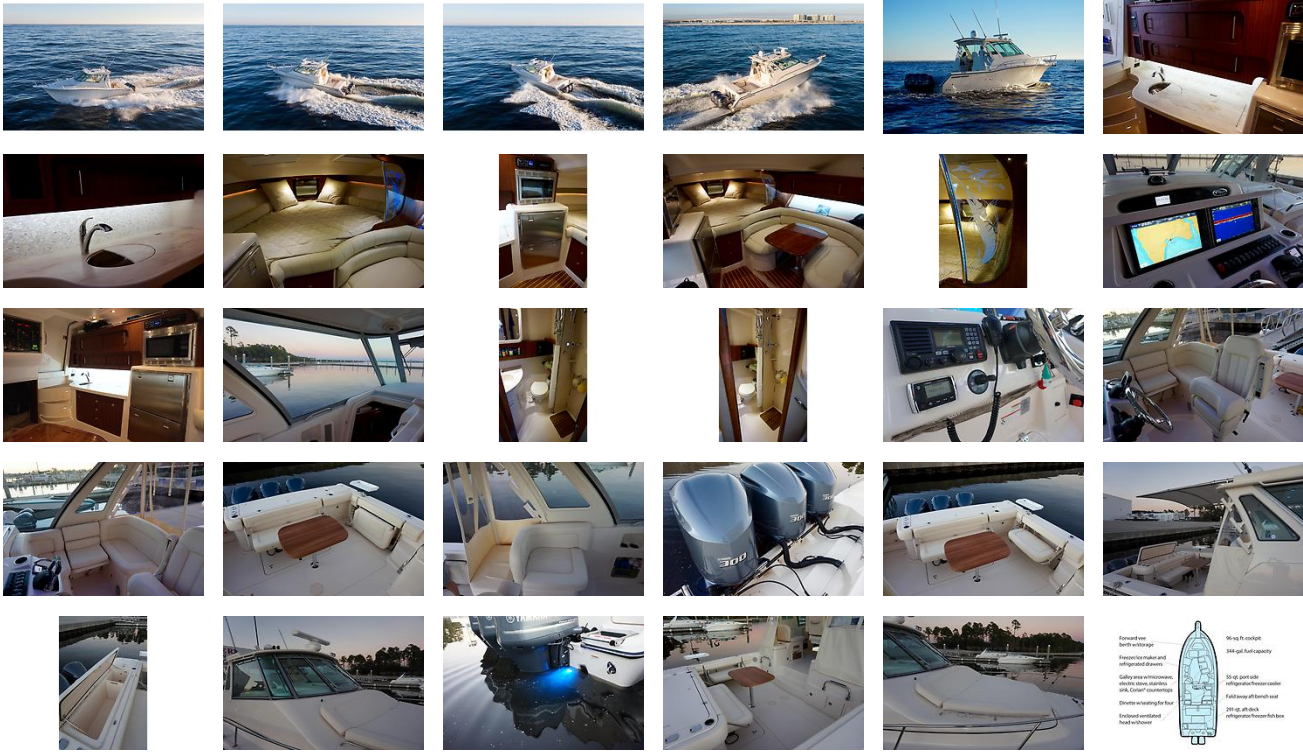 300
300
YAMAHA
Forward vee
berth w/storage
Freezer/ice maker and
refrigerated drawers
Galley area w/microwave,
electric stove, stainless
sink, Corian® countertops
Dinette w/seating for four
Enclosed ventilated
head w/shower
96-sq. ft. cockpit
344-gal. fuel capacity
55-qt. port side
refrigerator/freezer cooler
Fold away aft bench seat
291-qt. aft deck
refrigerator/freezer fish box